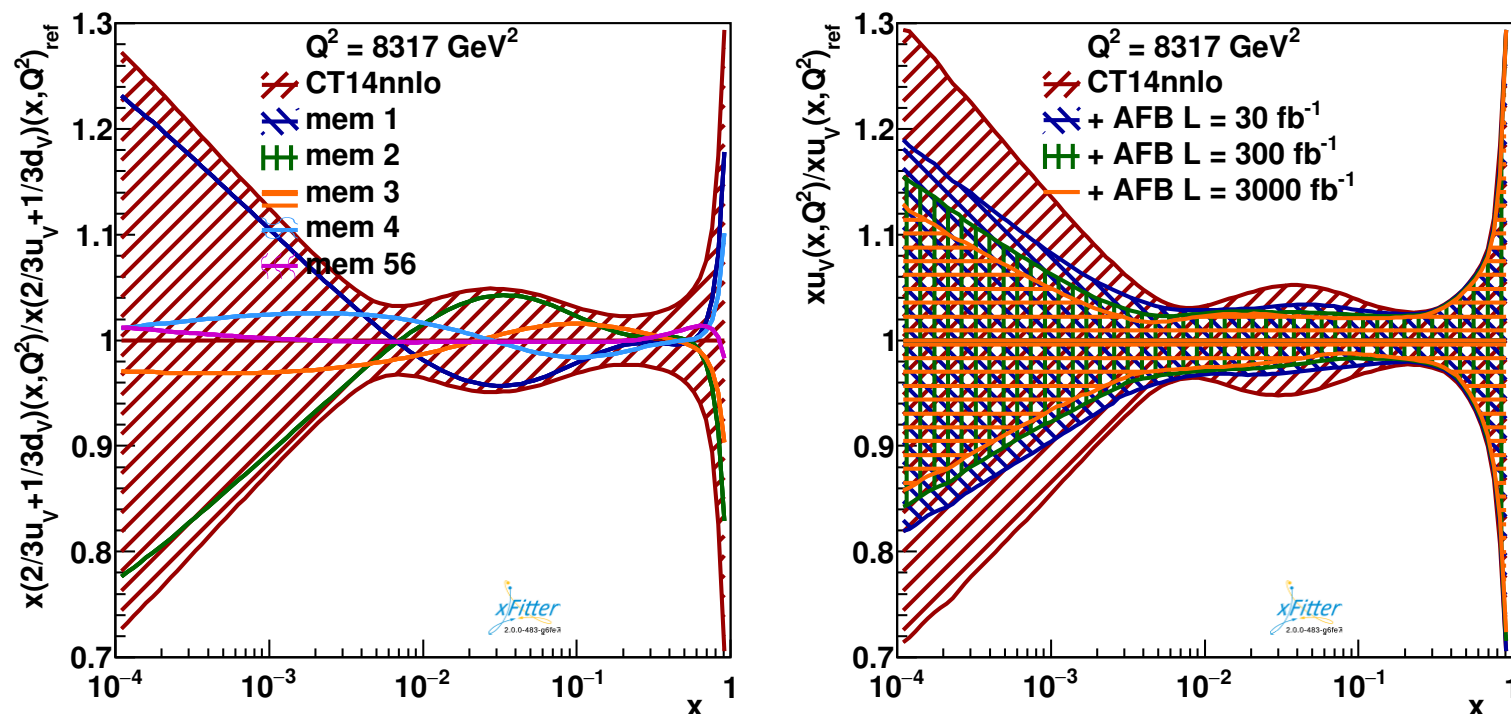 x(2/3u_V+1/3d_V)(x,Q²)/x(2/3u_V+1/3d_V)(x,Q²)_ref
1.3
1.2
1.1
1
0.9
0.8
0.7
Q² = 8317 GeV²
CT14nnlo
mem 1
mem 2
mem 3
mem 4
mem 56
xFitter
10⁻⁴
10⁻³
10⁻²
10⁻¹
1
x
xu_V(x,Q²)/xu_V(x,Q²)_ref
1.3
1.2
1.1
1
0.9
0.8
0.7
Q² = 8317 GeV²
CT14nnlo
+ AFB L = 30 fb⁻¹
+ AFB L = 300 fb⁻¹
+ AFB L = 3000 fb⁻¹
xFitter
10⁻⁴
10⁻³
10⁻²
10⁻¹
1
x